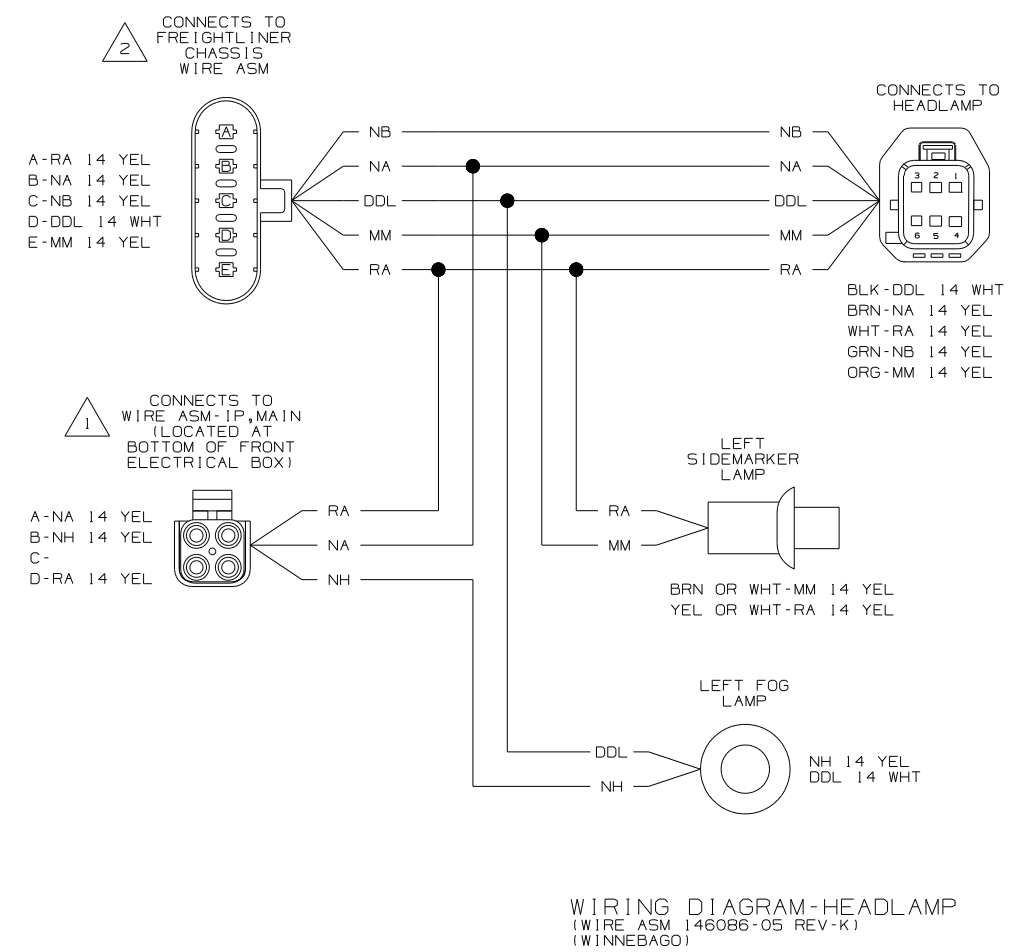 CONNECTS TO
FREIGHTLINER
CHASSIS
WIRE ASM
2
A
B
C
D
E
A-RA 14 YEL
B-NA 14 YEL
C-NB 14 YEL
D-DDL 14 WHT
E-MM 14 YEL
NB NB
NA NA
DDL DDL
MM MM
RA RA
CONNECTS TO
HEADLAMP
3 2 1
6 5 4
BLK-DDL 14 WHT
BRN-NA 14 YEL
WHT-RA 14 YEL
GRN-NB 14 YEL
ORG-MM 14 YEL
1
CONNECTS TO
WIRE ASM-IP,MAIN
(LOCATED AT
BOTTOM OF FRONT
ELECTRICAL BOX)
A-NA 14 YEL
B-NH 14 YEL
C-
D-RA 14 YEL
RA
NA
NH
LEFT
SIDEMARKER
LAMP
RA
MM
BRN OR WHT-MM 14 YEL
YEL OR WHT-RA 14 YEL
LEFT FOG
LAMP
DDL
NH
NH 14 YEL
DDL 14 WHT
WIRING DIAGRAM-HEADLAMP
(WIRE ASM 146086-05 REV-K)
(WINNEBAGO)